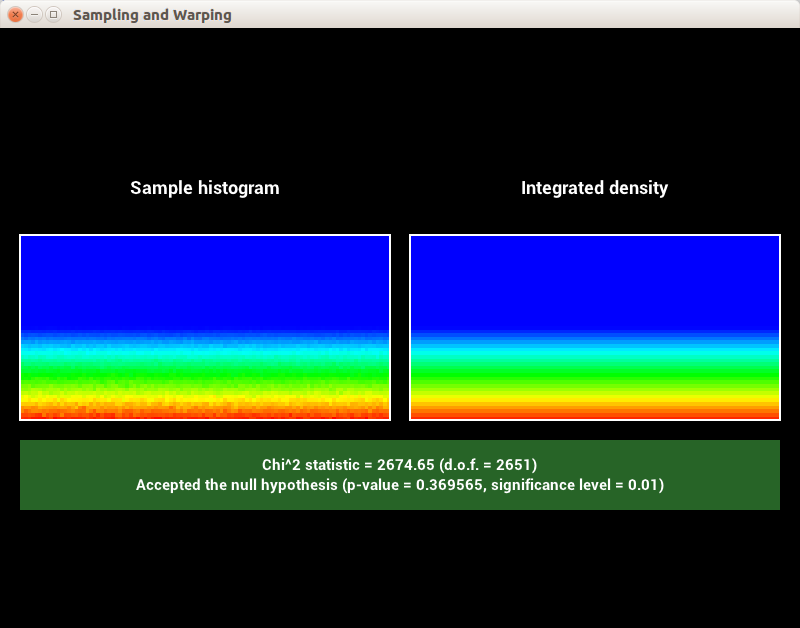 Sampling and Warping
Sample histogram
Integrated density
Chi^2 statistic = 2674.65 (d.o.f. = 2651)
Accepted the null hypothesis (p-value = 0.369565, significance level = 0.01)